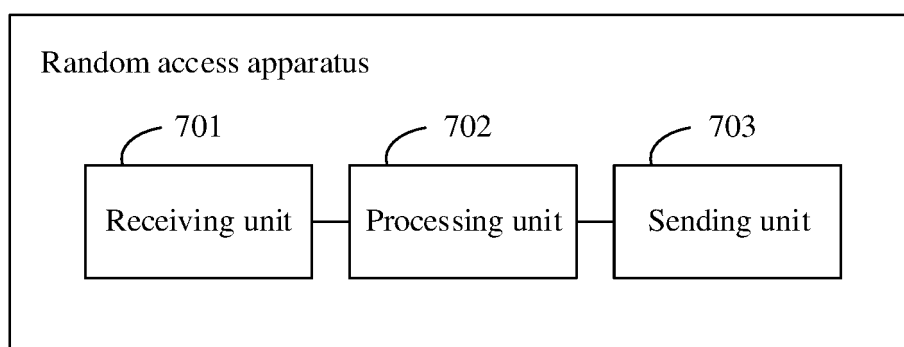 Random access apparatus
701 702 703
Receiving unit Processing unit Sending unit